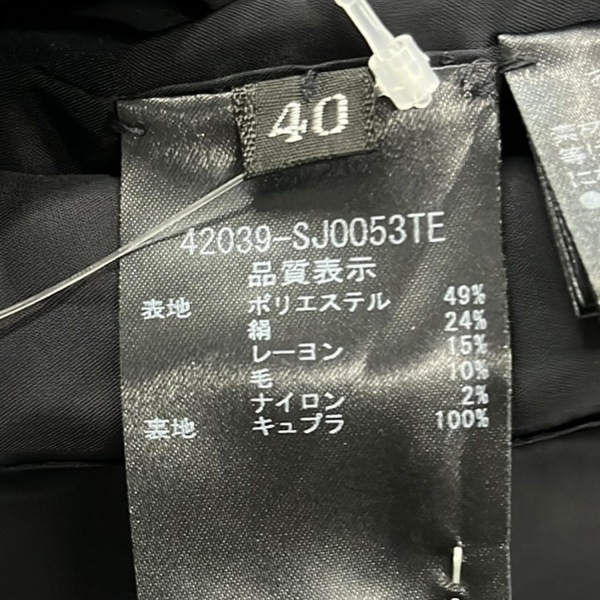 40
42039-SJ0053TE
品質表示
表地 ポリエステル 49%
絹 24%
レーヨン 15%
毛 10%
ナイロン 2%
裏地 キュプラ 100%